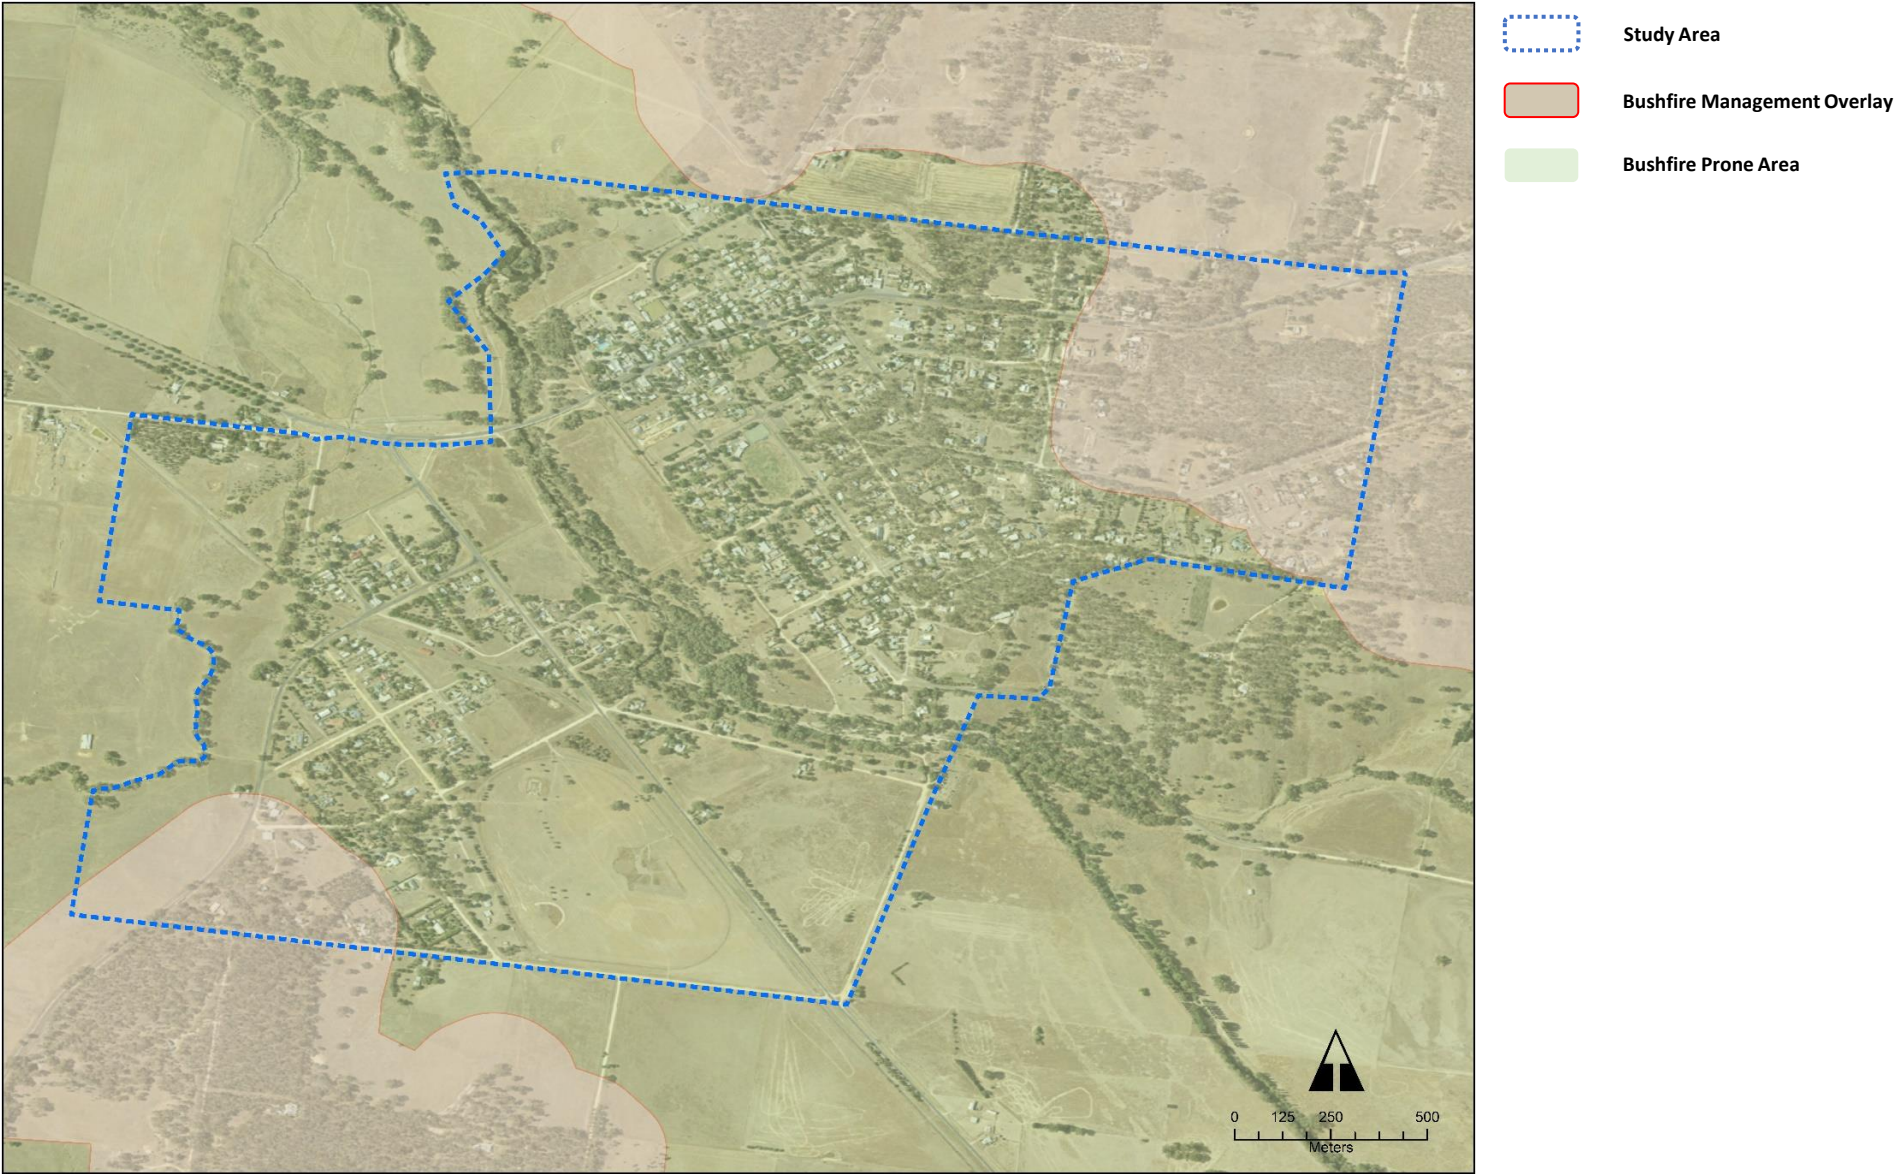 Study Area
Bushfire Management Overlay
Bushfire Prone Area
0 125 250 500
Meters